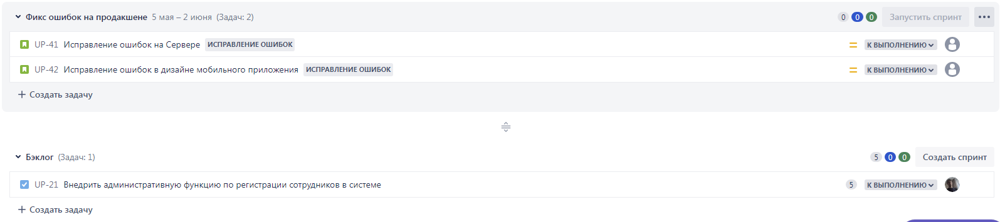 Фикс ошибок на продакшене 5 мая – 2 июня (Задач: 2) 0 0 0 Запустить спринт
UP-41 Исправление ошибок на Сервере ИСПРАВЛЕНИЕ ОШИБОК К ВЫПОЛНЕНИЮ
UP-42 Исправление ошибок в дизайне мобильного приложения ИСПРАВЛЕНИЕ ОШИБОК К ВЫПОЛНЕНИЮ
+ Создать задачу
Бэклог (Задач: 1) 5 0 0 Создать спринт
UP-21 Внедрить административную функцию по регистрации сотрудников в системе 5 К ВЫПОЛНЕНИЮ
+ Создать задачу